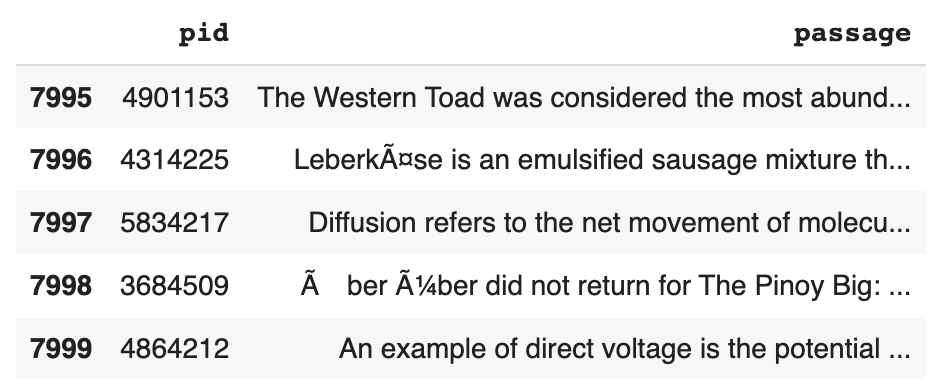 pid passage
7995 4901153 The Western Toad was considered the most abund...
7996 4314225 LeberkÃ¤se is an emulsified sausage mixture th...
7997 5834217 Diffusion refers to the net movement of molecu...
7998 3684509 Ã ber Ã¼ber did not return for The Pinoy Big: ...
7999 4864212 An example of direct voltage is the potential ...